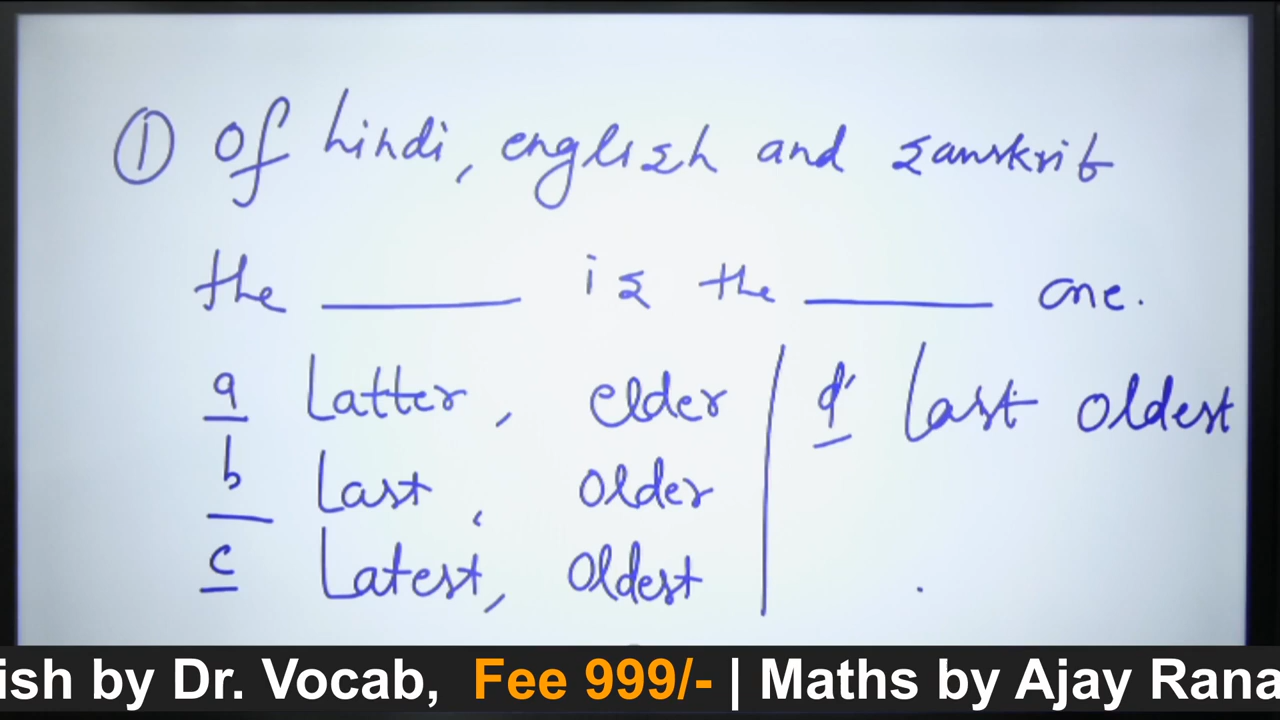 ① Of hindi, english and sanskrit
the ______ is the ______ one.
a Latter, elder
b Last, older
c Latest, oldest
d Last oldest
ish by Dr. Vocab, Fee 999/- | Maths by Ajay Rana